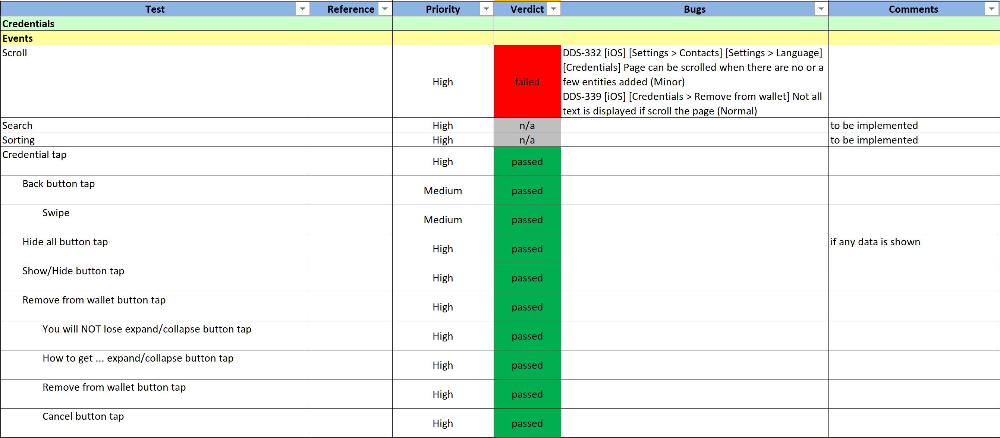 Test Reference Priority Verdict Bugs Comments
Credentials
Events
Scroll High failed DDS-332 [iOS] [Settings > Contacts] [Settings > Language]
[Credentials] Page can be scrolled when there are no or a
few entities added (Minor)
DDS-339 [iOS] [Credentials > Remove from wallet] Not all
text is displayed if scroll the page (Normal)
Search High n/a to be implemented
Sorting High n/a to be implemented
Credential tap High passed
Back button tap Medium passed
Swipe Medium passed
Hide all button tap High passed if any data is shown
Show/Hide button tap High passed
Remove from wallet button tap High passed
You will NOT lose expand/collapse button tap High passed
How to get ... expand/collapse button tap High passed
Remove from wallet button tap High passed
Cancel button tap High passed